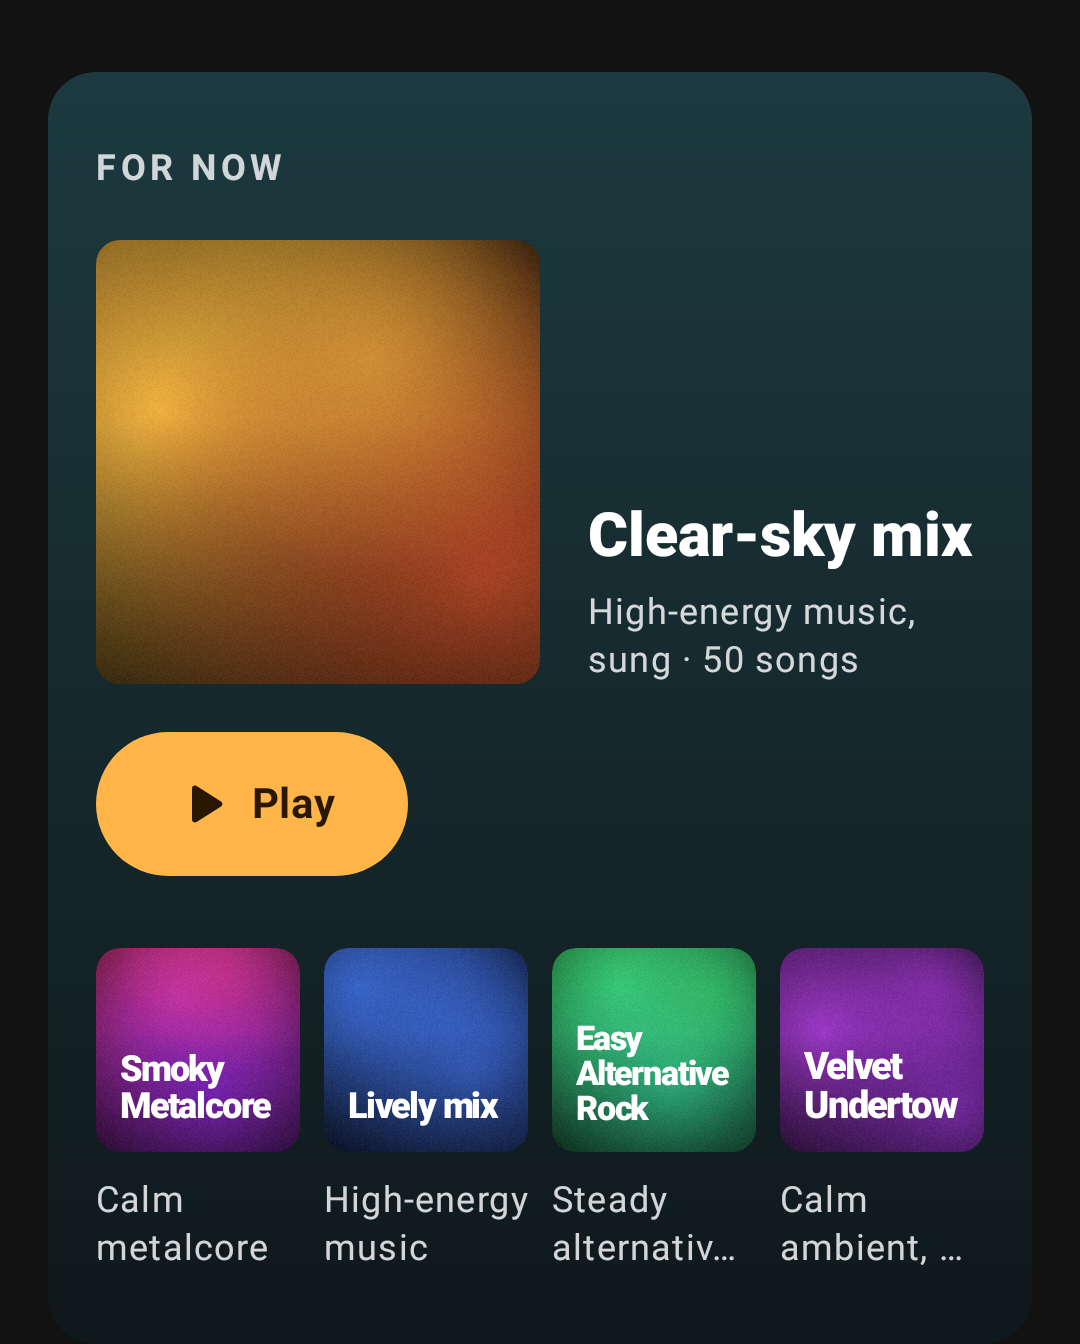 FOR NOW
Clear-sky mix
High-energy music,
sung · 50 songs
Play
Smoky
Metalcore
Lively mix
Easy
Alternative
Rock
Velvet
Undertow
Calm
metalcore
High-energy
music
Steady
alternativ…
Calm
ambient, …